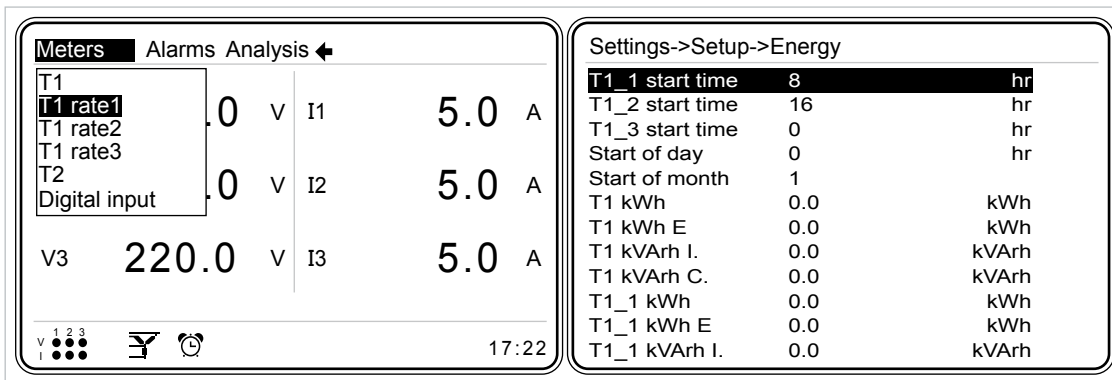 Meters Alarms Analysis
T1
T1 rate1
T1 rate2
T1 rate3
T2
Digital input
.0 V I1 5.0 A
.0 V I2 5.0 A
V3 220.0 V I3 5.0 A
1 2 3
V
I
17:22
Settings->Setup->Energy
T1_1 start time 8 hr
T1_2 start time 16 hr
T1_3 start time 0 hr
Start of day 0 hr
Start of month 1
T1 kWh 0.0 kWh
T1 kWh E 0.0 kWh
T1 kVArh I. 0.0 kVArh
T1 kVArh C. 0.0 kVArh
T1_1 kWh 0.0 kWh
T1_1 kWh E 0.0 kWh
T1_1 kVArh I. 0.0 kVArh